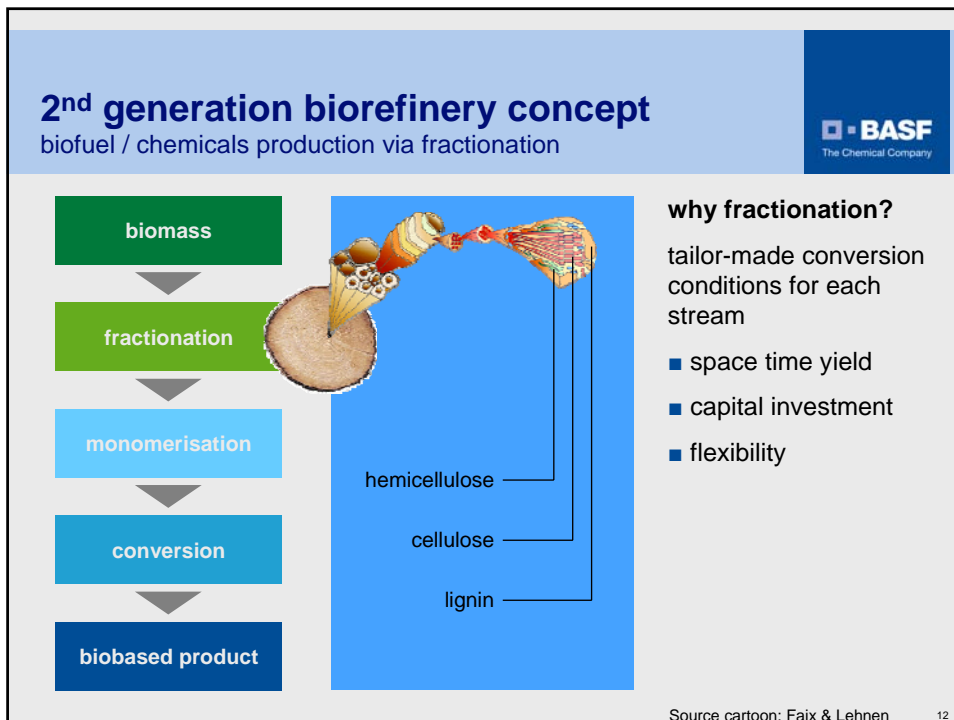 2nd generation biorefinery concept
biofuel / chemicals production via fractionation
BASF
The Chemical Company
biomass
fractionation
monomerisation
conversion
biobased product
hemicellulose
cellulose
lignin
why fractionation?
tailor-made conversion
conditions for each
stream
■ space time yield
■ capital investment
■ flexibility
Source cartoon: Faix & Lehnen
12